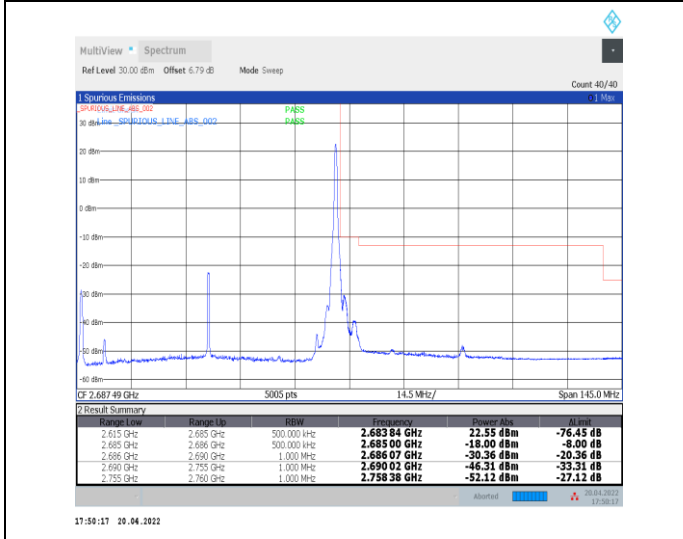 MultiView Spectrum
Ref Level 30.00 dBm Offset 6.79 dB Mode Sweep
Count 40/40
1 Spurious Emissions 1 Max
_SPURIOUS_LINE_ABS_002 PASS
30 dBm Line _SPURIOUS_LINE_ABS_002 PASS
20 dBm
10 dBm
0 dBm
-10 dBm
-20 dBm
-30 dBm
-40 dBm
-50 dBm
-60 dBm
CF 2.68749 GHz 5005 pts 14.5 MHz/ Span 145.0 MHz
2 Result Summary
Range Low Range Up RBW Frequency Power Abs ΔLimit
2.615 GHz 2.685 GHz 500.000 kHz 2.683 84 GHz 22.55 dBm -76.45 dB
2.685 GHz 2.686 GHz 500.000 kHz 2.685 00 GHz -18.00 dBm -8.00 dB
2.686 GHz 2.690 GHz 1.000 MHz 2.686 07 GHz -30.36 dBm -20.36 dB
2.690 GHz 2.755 GHz 1.000 MHz 2.690 02 GHz -46.31 dBm -33.31 dB
2.755 GHz 2.760 GHz 1.000 MHz 2.758 38 GHz -52.12 dBm -27.12 dB
Aborted 20.04.2022
17:50:17
17:50:17 20.04.2022